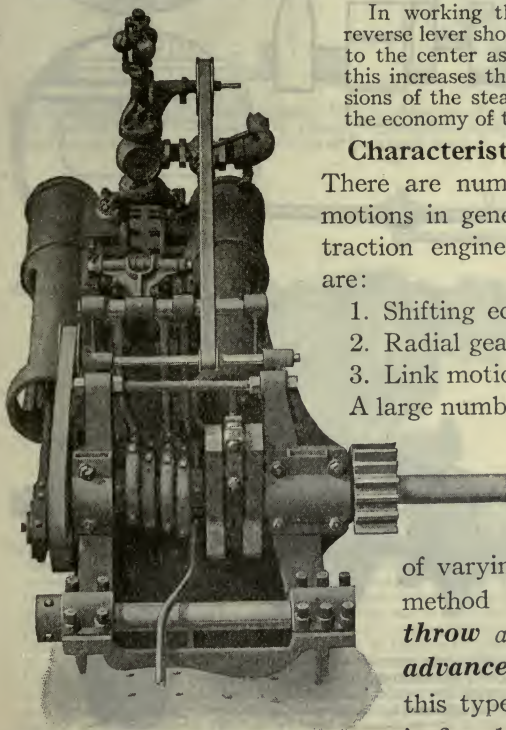 In working th
reverse lever sho
to the center as
this increases th
sions of the stea
the economy of t
Characterist
There are num
motions in gene
traction engine
are:
1. Shifting ec
2. Radial gea
3. Link motio
A large numb
of varyin
method
throw a
advance
this type